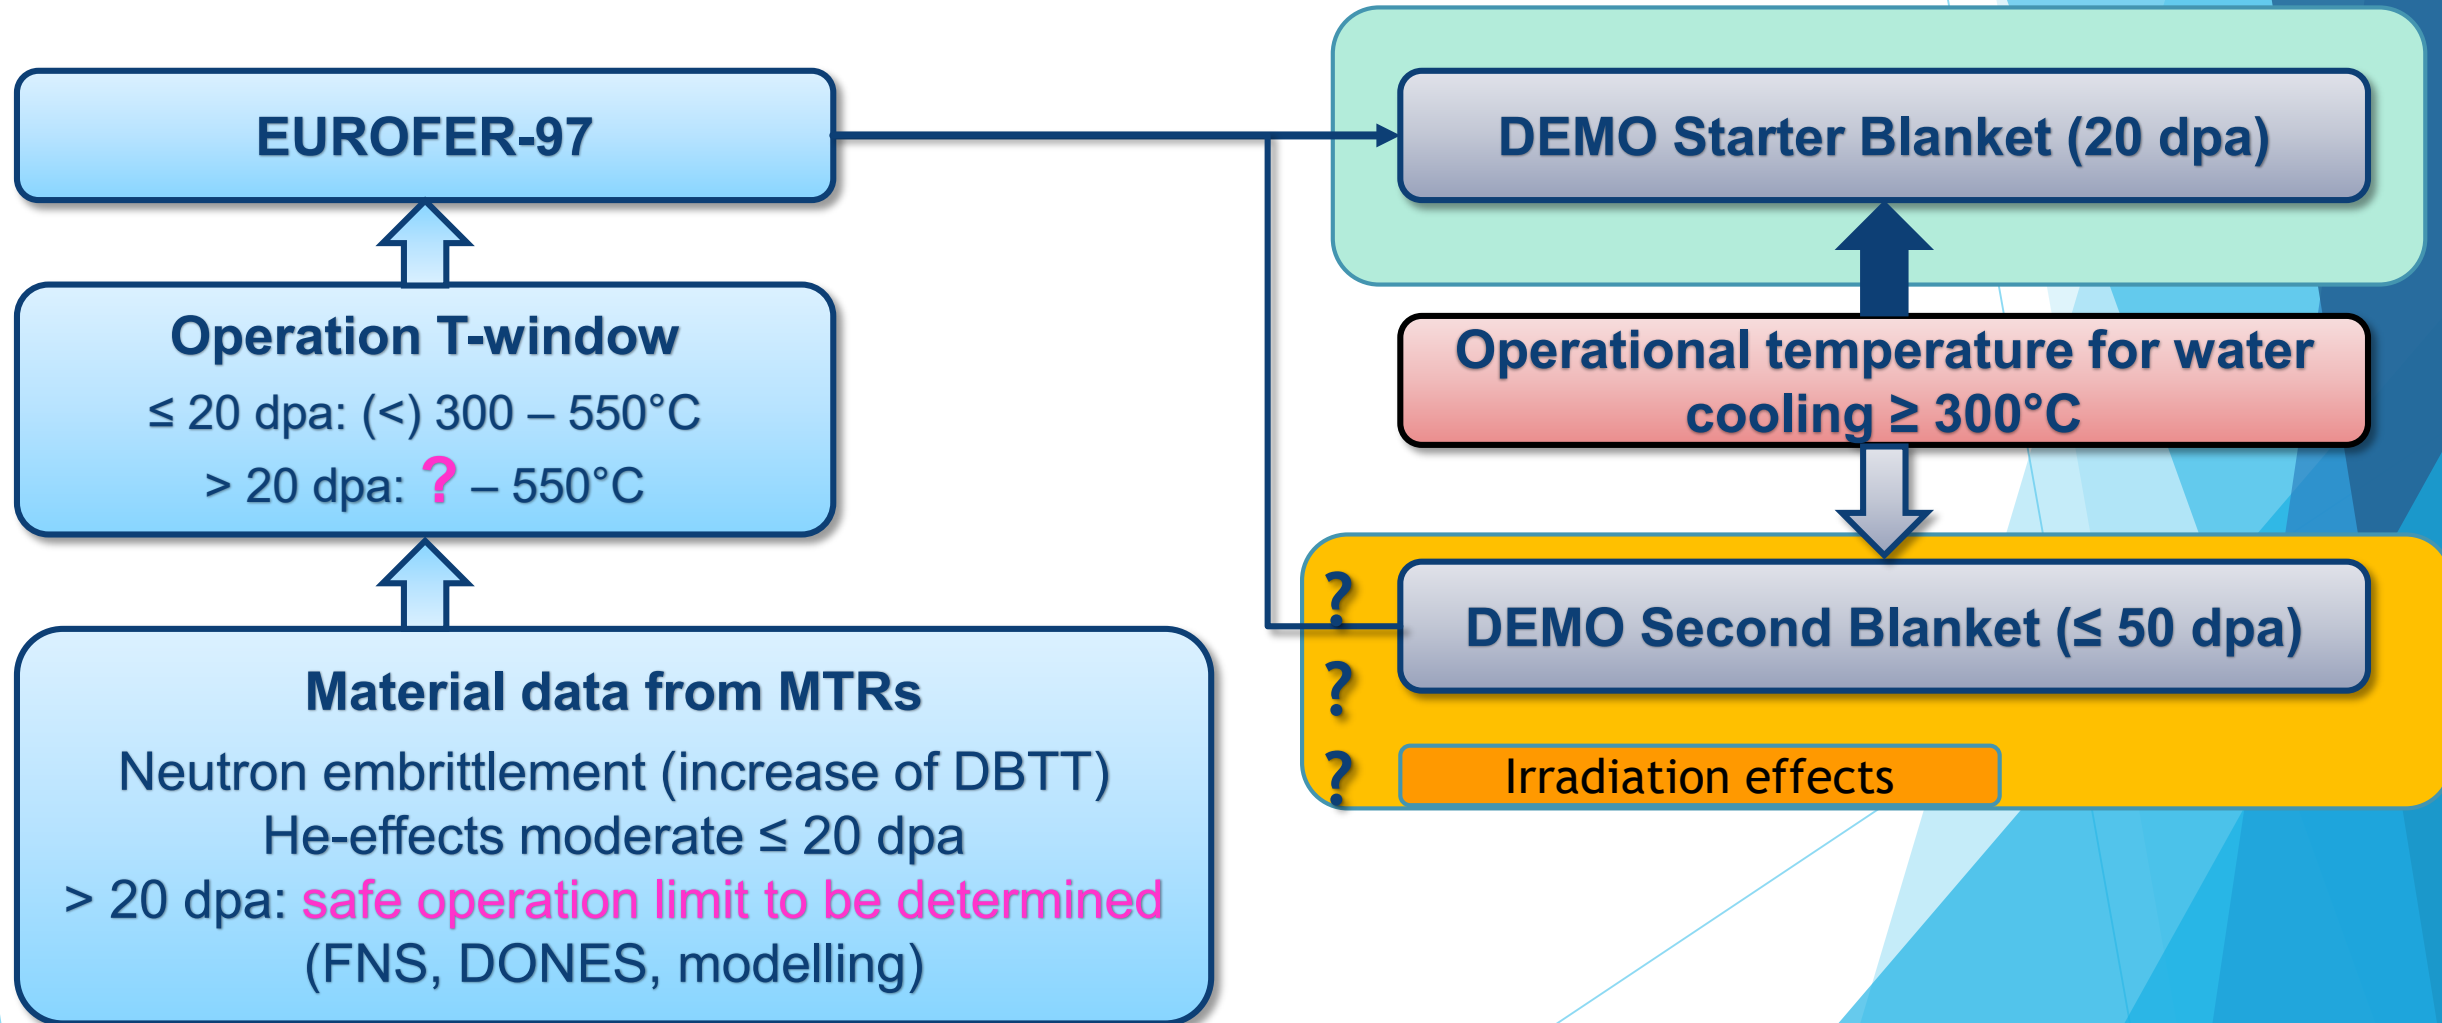 EUROFER-97
Operation T-window
≤ 20 dpa: (<) 300 – 550°C
> 20 dpa: ? – 550°C
Material data from MTRs
Neutron embrittlement (increase of DBTT)
He-effects moderate ≤ 20 dpa
> 20 dpa: safe operation limit to be determined
(FNS, DONES, modelling)
DEMO Starter Blanket (20 dpa)
Operational temperature for water
cooling ≥ 300°C
?
DEMO Second Blanket (≤ 50 dpa)
?
?
Irradiation effects